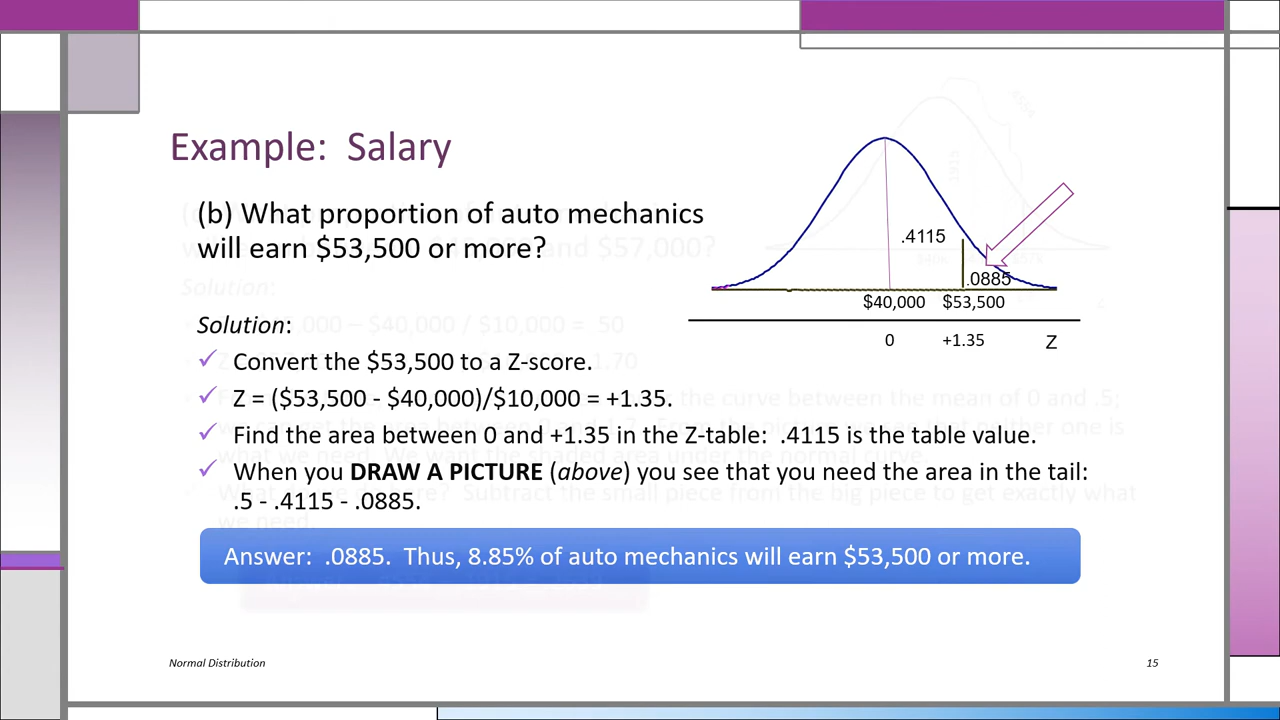 Example: Salary
(b) What proportion of auto mechanics
will earn $53,500 or more?
.4115
.0885
$40,000 $53,500
0 +1.35 Z
Solution:
Convert the $53,500 to a Z-score.
Z = ($53,500 - $40,000)/$10,000 = +1.35.
Find the area between 0 and +1.35 in the Z-table: .4115 is the table value.
When you DRAW A PICTURE (above) you see that you need the area in the tail:
.5 - .4115 - .0885.
Answer: .0885. Thus, 8.85% of auto mechanics will earn $53,500 or more.
Normal Distribution
15